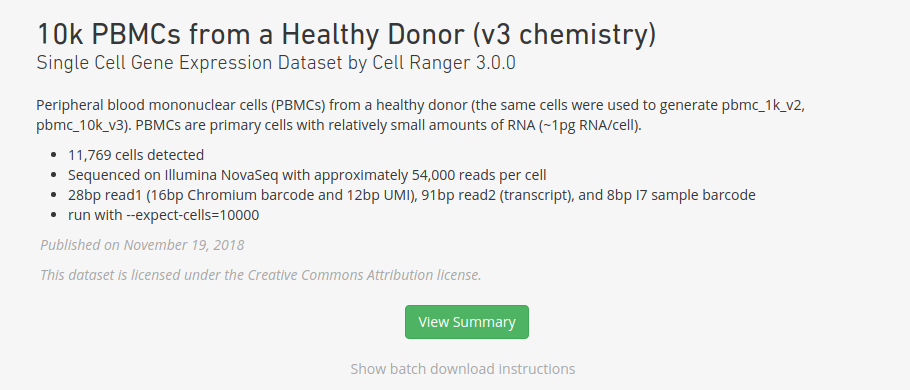 10k PBMCs from a Healthy Donor (v3 chemistry)
Single Cell Gene Expression Dataset by Cell Ranger 3.0.0
Peripheral blood mononuclear cells (PBMCs) from a healthy donor (the same cells were used to generate pbmc_1k_v2,
pbmc_10k_v3). PBMCs are primary cells with relatively small amounts of RNA (~1pg RNA/cell).
• 11,769 cells detected
• Sequenced on Illumina NovaSeq with approximately 54,000 reads per cell
• 28bp read1 (16bp Chromium barcode and 12bp UMI), 91bp read2 (transcript), and 8bp I7 sample barcode
• run with --expect-cells=10000
Published on November 19, 2018
This dataset is licensed under the Creative Commons Attribution license.
View Summary
Show batch download instructions